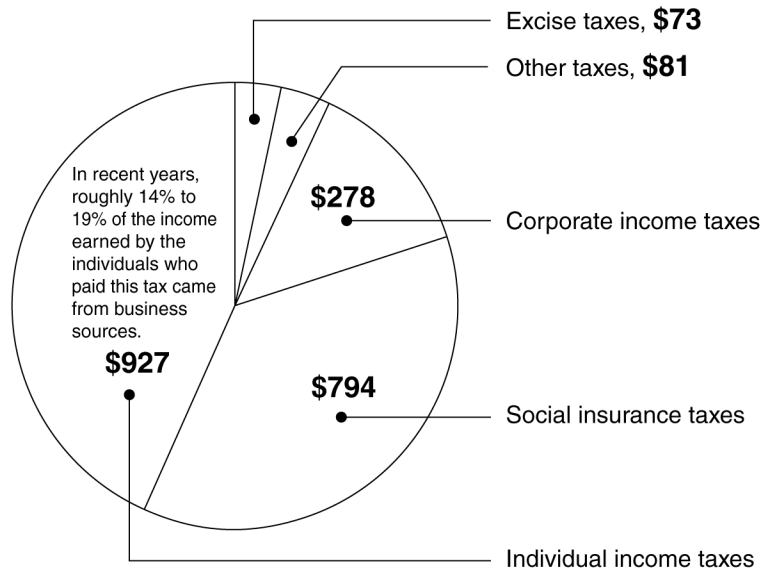 Excise taxes, $73
Other taxes, $81
In recent years,
roughly 14% to
19% of the income
earned by the
individuals who
paid this tax came
from business
sources.
$927
$278
Corporate income taxes
$794
Social insurance taxes
Individual income taxes